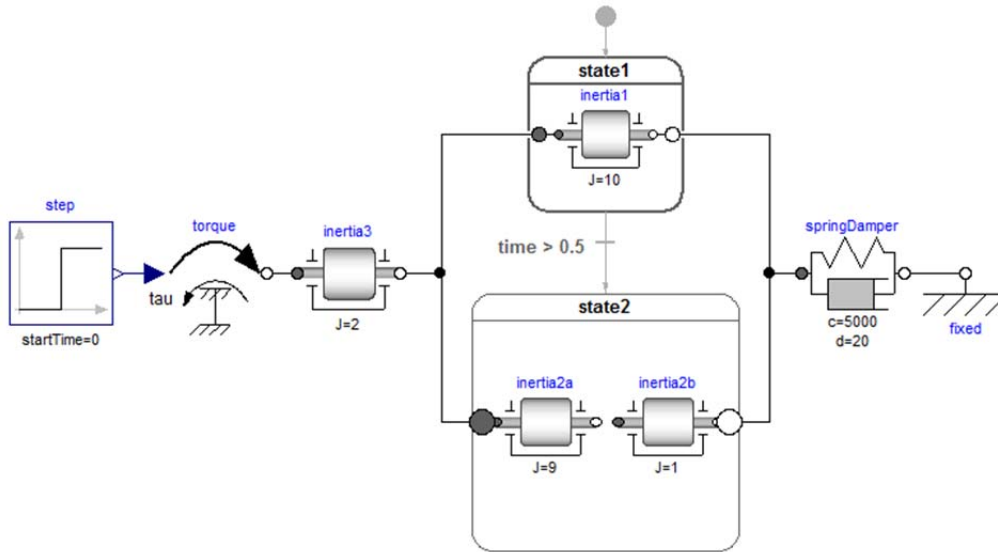 state1
inertia1
J=10
step
startTime=0
torque
tau
inertia3
J=2
time > 0.5
springDamper
c=5000
d=20
fixed
state2
inertia2a
J=9
inertia2b
J=1